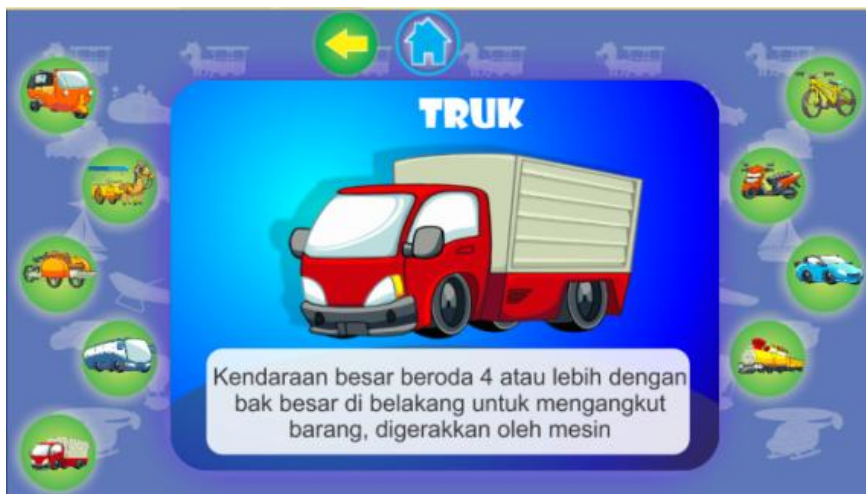 TRUK
Kendaraan besar beroda 4 atau lebih dengan
bak besar di belakang untuk mengangkut
barang, digerakkan oleh mesin